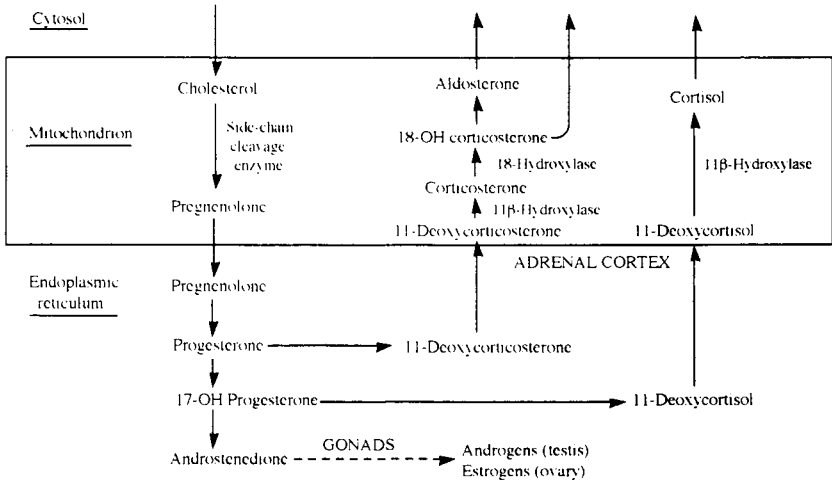 Cytosol
Cholesterol
Aldosterone
Cortisol
Mitochondrion
Side-chain
cleavage
enzyme
18-OH corticosterone
18-Hydroxylase
11β-Hydroxylase
Corticosterone
11β-Hydroxylase
Pregnenolone
11-Deoxycorticosterone
11-Deoxycortisol
ADRENAL CORTEX
Endoplasmic
reticulum
Pregnenolone
Progesterone
11-Deoxycorticosterone
17-OH Progesterone
11-Deoxycortisol
Androstenedione
GONADS
Androgens (testis)
Estrogens (ovary)